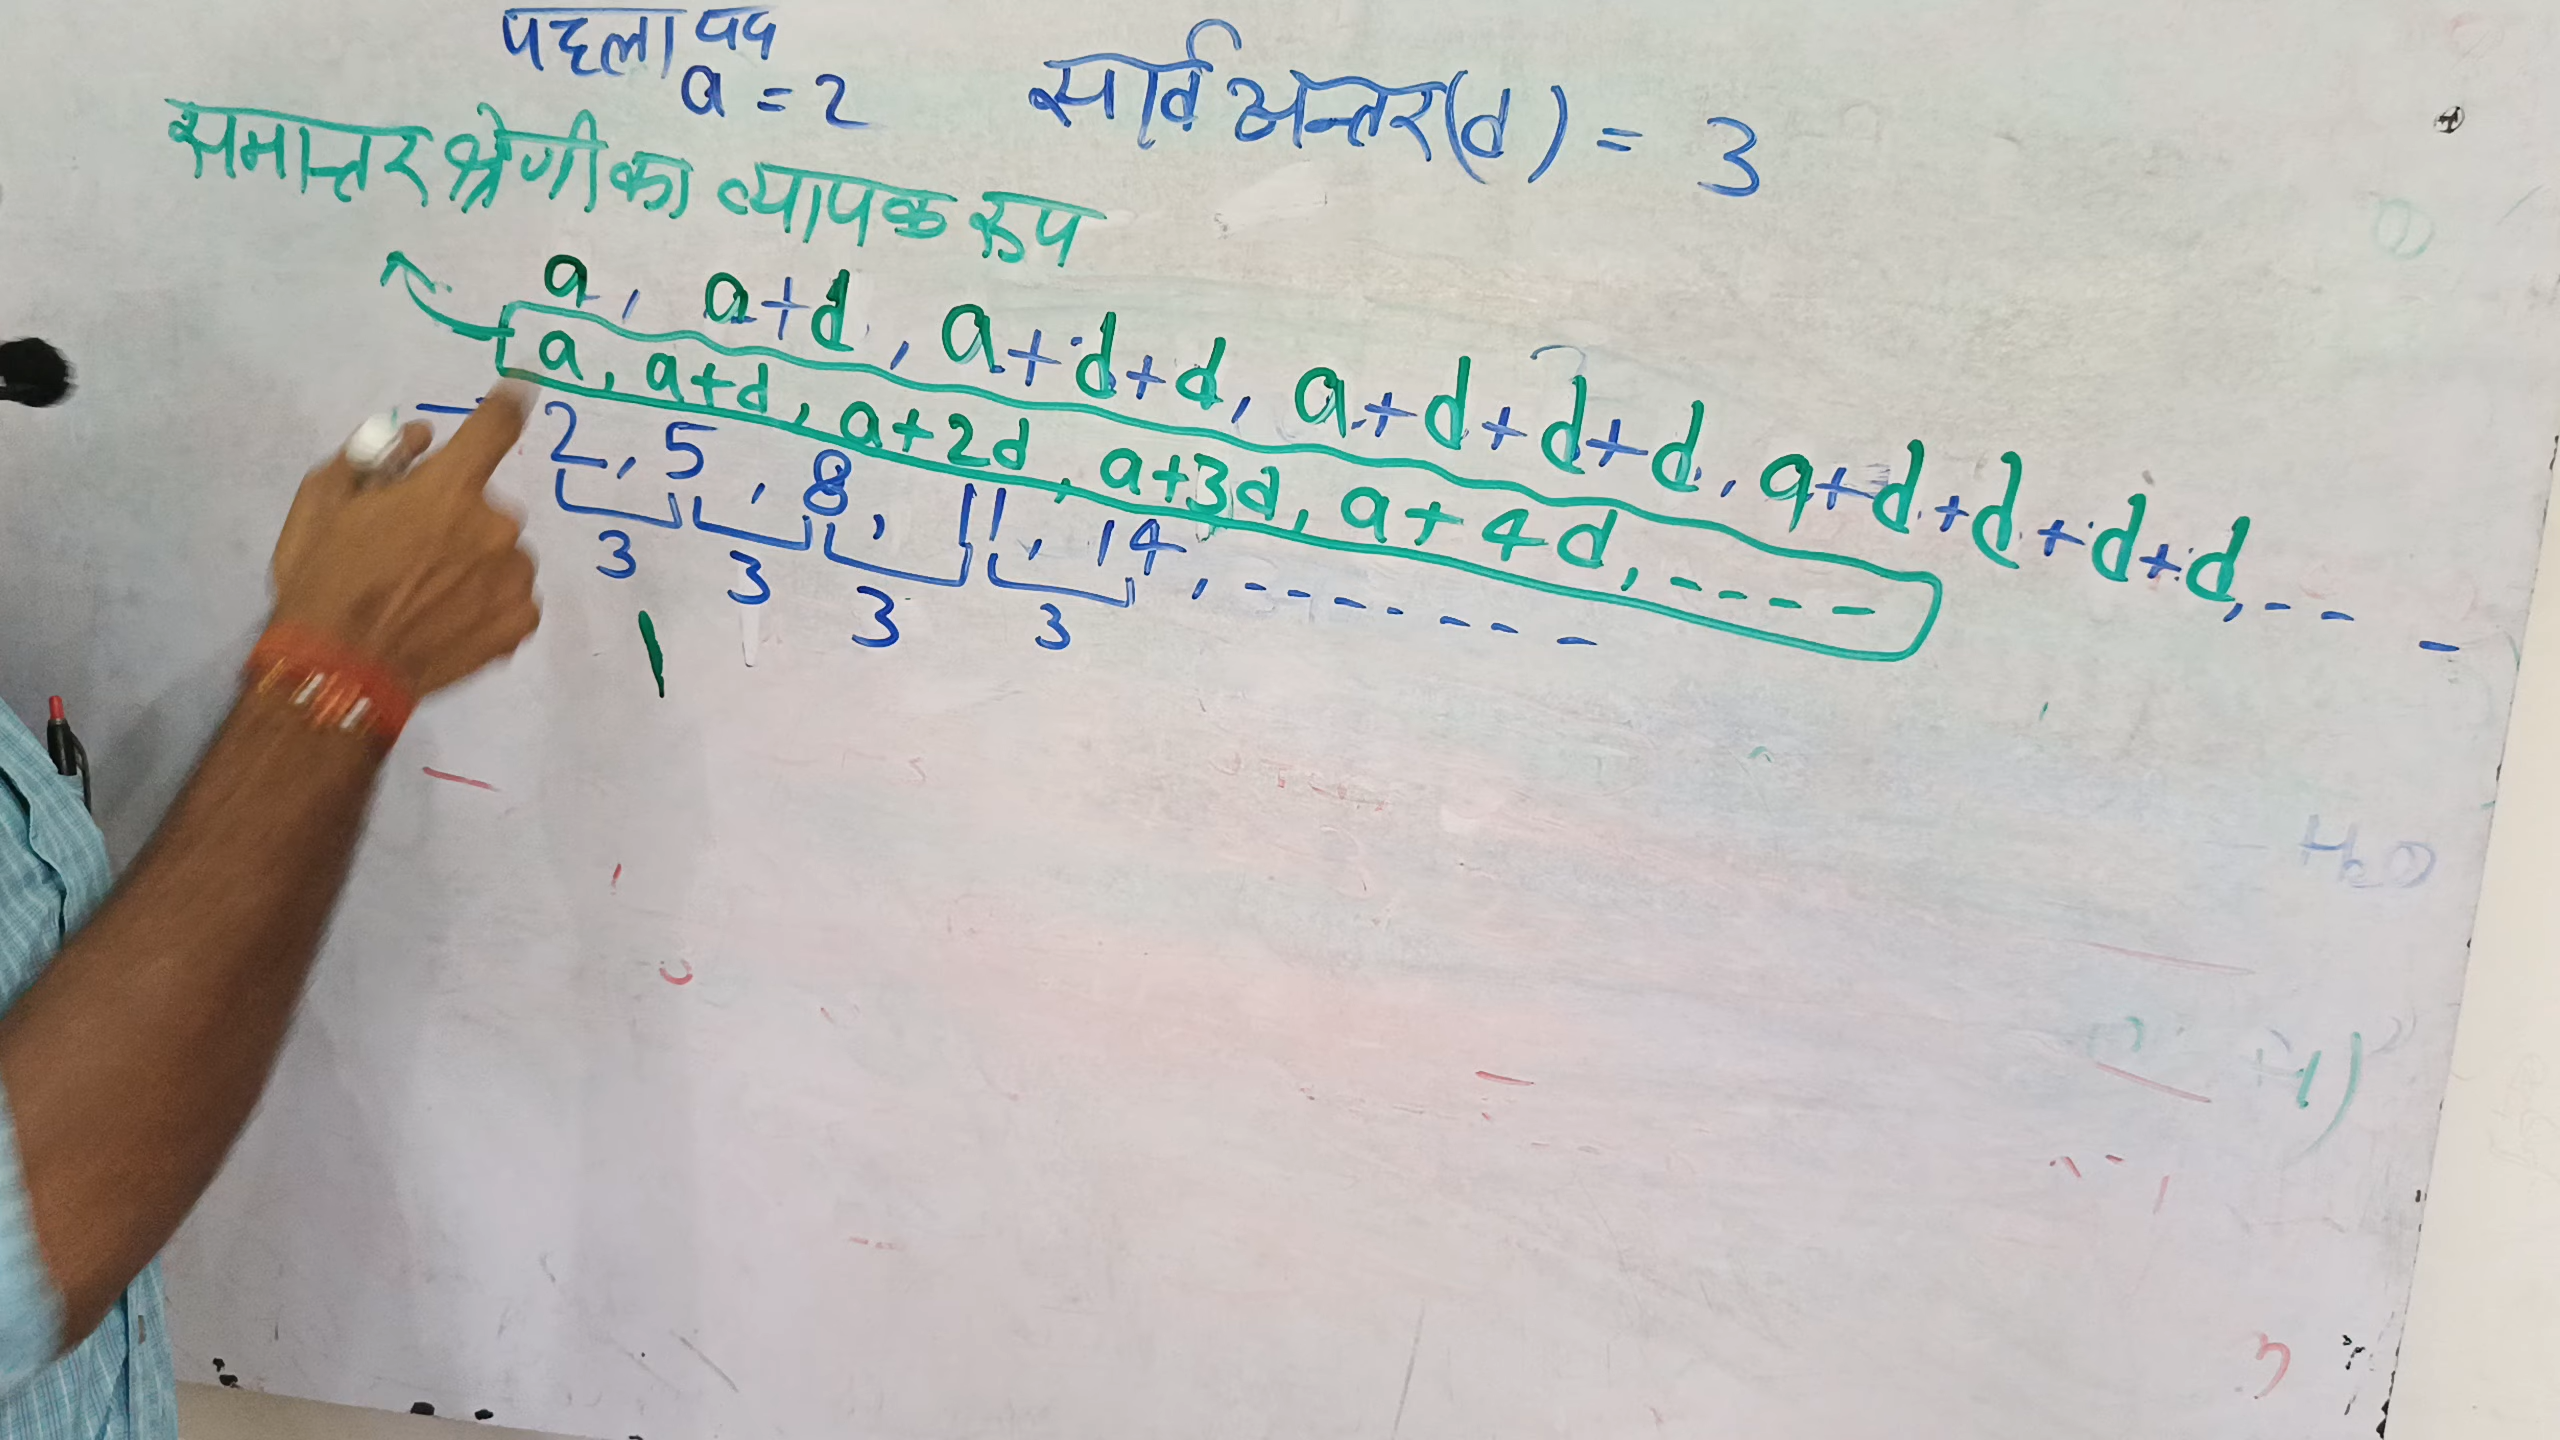 पहला पद
a = 2
सार्व अन्तर (d) = 3
समान्तर श्रेणी का व्यापक रूप
a, a+d, a+d+d, a+d+d+d, a+d+d+d+d, - - -
a, a+d, a+2d, a+3d, a+4d, - - - -
2, 5, 8, 11, 14, - - - - - - - - -
3 3 3 3
H2O